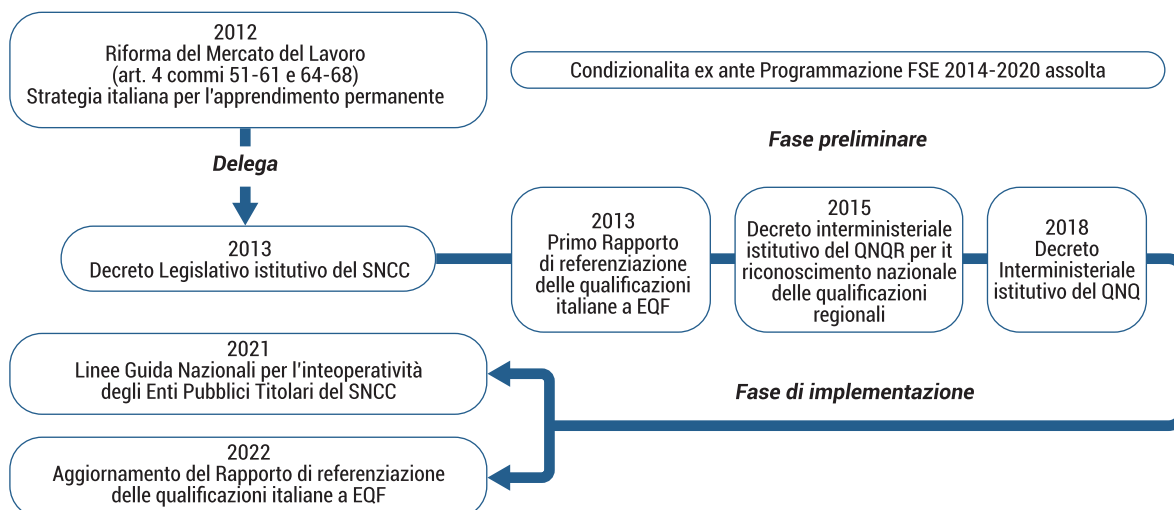 2012
Riforma del Mercato del Lavoro
(art. 4 commi 51-61 e 64-68)
Strategia italiana per l'apprendimento permanente
Condizionalita ex ante Programmazione FSE 2014-2020 assolta
Fase preliminare
Delega
2013
Decreto Legislativo istitutivo del SNCC
2013
Primo Rapporto
di referenziazione
delle qualificazioni
italiane a EQF
2015
Decreto interministeriale
istitutivo del QNQR per it
riconoscimento nazionale
delle qualificazioni
regionali
2018
Decreto
Interministeriale
istitutivo del QNQ
2021
Linee Guida Nazionali per l'inteoperatività
degli Enti Pubblici Titolari del SNCC
Fase di implementazione
2022
Aggiornamento del Rapporto di referenziazione
delle qualificazioni italiane a EQF